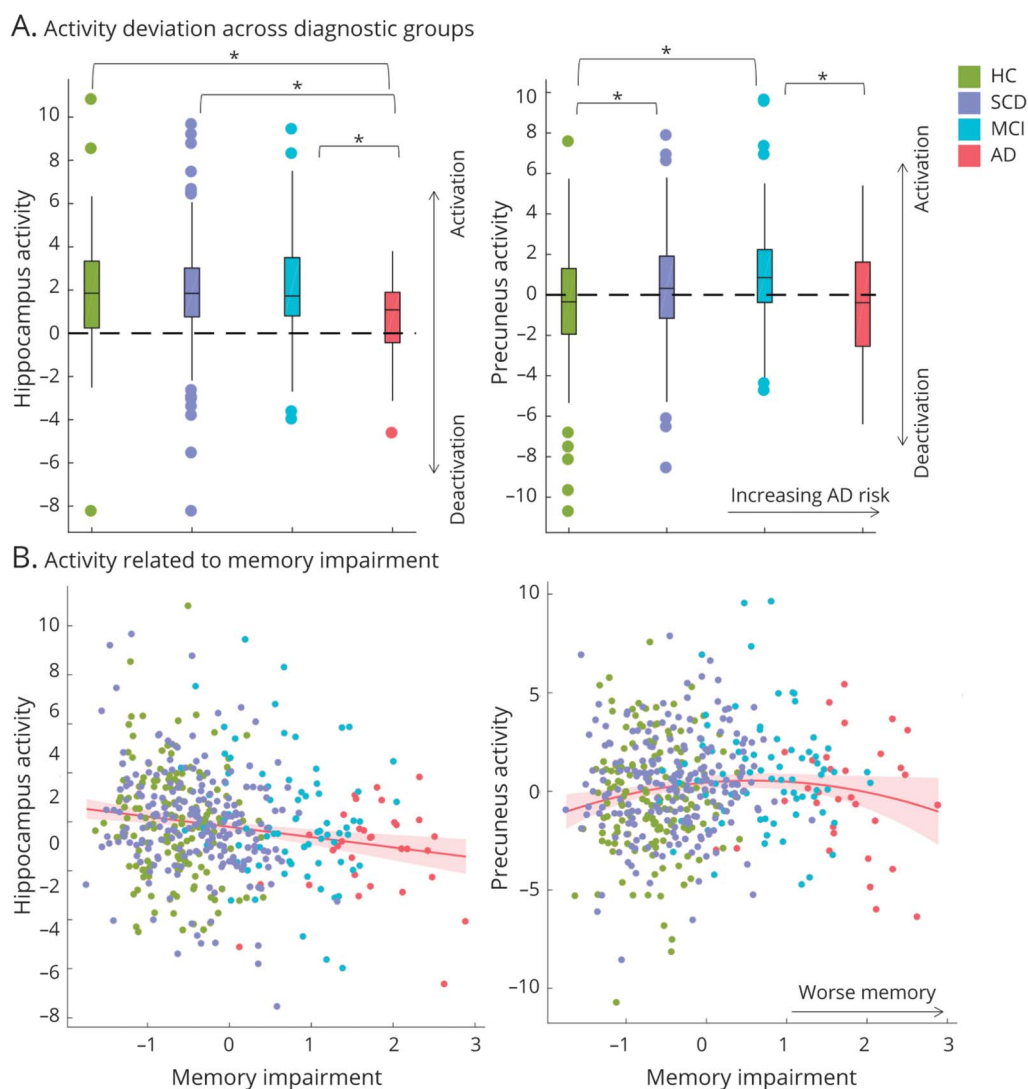 A. Activity deviation across diagnostic groups
Hippocampus activity
10
8
6
4
2
0
−2
−4
−6
−8
*
*
*
Activation
Deactivation
Precuneus activity
10
8
6
4
2
0
−2
−4
−6
−8
−10
*
*
*
Activation
Deactivation
Increasing AD risk
HC
SCD
MCI
AD
B. Activity related to memory impairment
Hippocampus activity
10
8
6
4
2
0
−2
−4
−6
−8
−1
0
1
2
3
Memory impairment
Precuneus activity
10
5
0
−5
−10
Worse memory
−1
0
1
2
3
Memory impairment